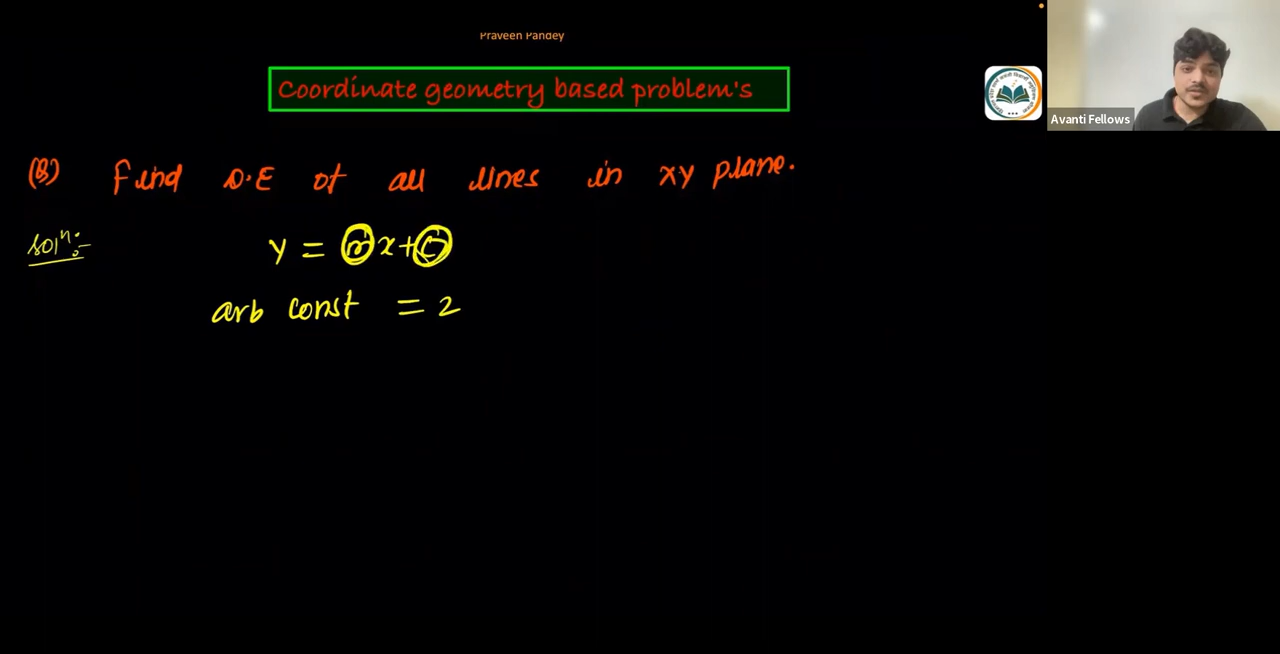 Praveen Pandey
Coordinate geometry based problem's
Avanti Fellows
(Q) Find D.E of all lines in XY plane.
Solⁿ:-
y = mx+c
arb const = 2